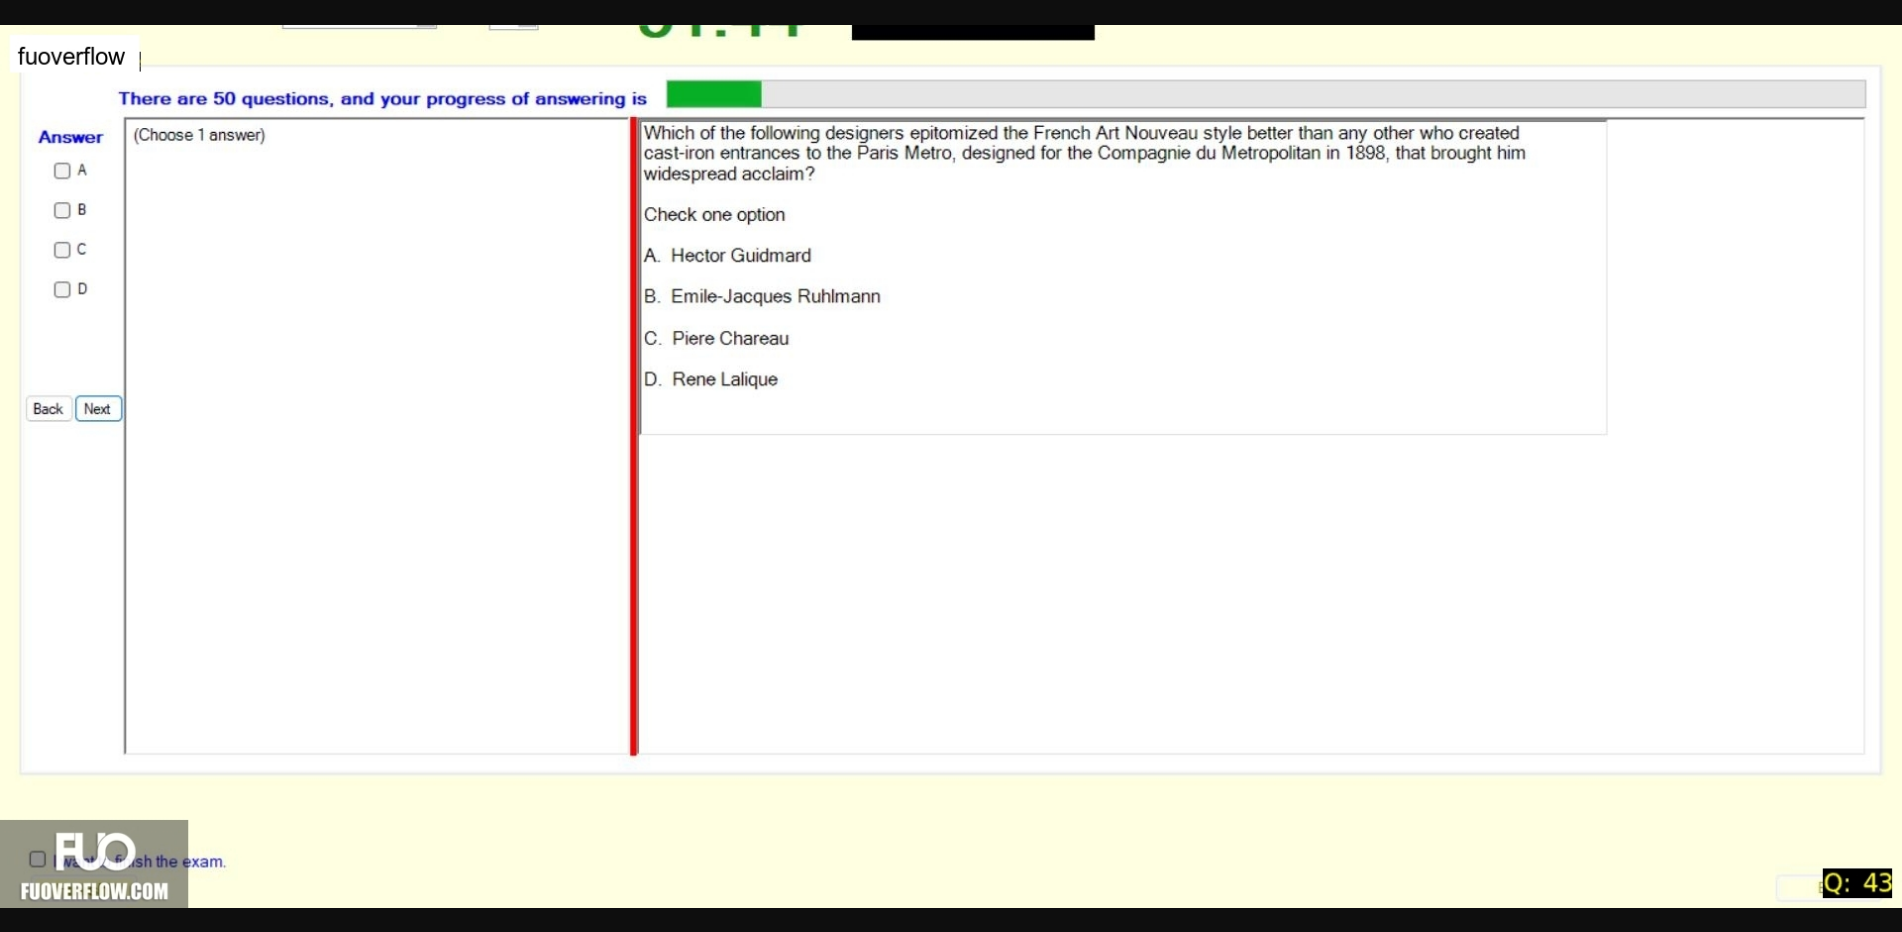 fuoverflow
There are 50 questions, and your progress of answering is
Answer
(Choose 1 answer)
A
B
C
D
Back Next
Which of the following designers epitomized the French Art Nouveau style better than any other who created
cast-iron entrances to the Paris Metro, designed for the Compagnie du Metropolitan in 1898, that brought him
widespread acclaim?
Check one option
A. Hector Guidmard
B. Emile-Jacques Ruhlmann
C. Piere Chareau
D. Rene Lalique
FUO
the exam.
FUOVERFLOW.COM
Q: 43